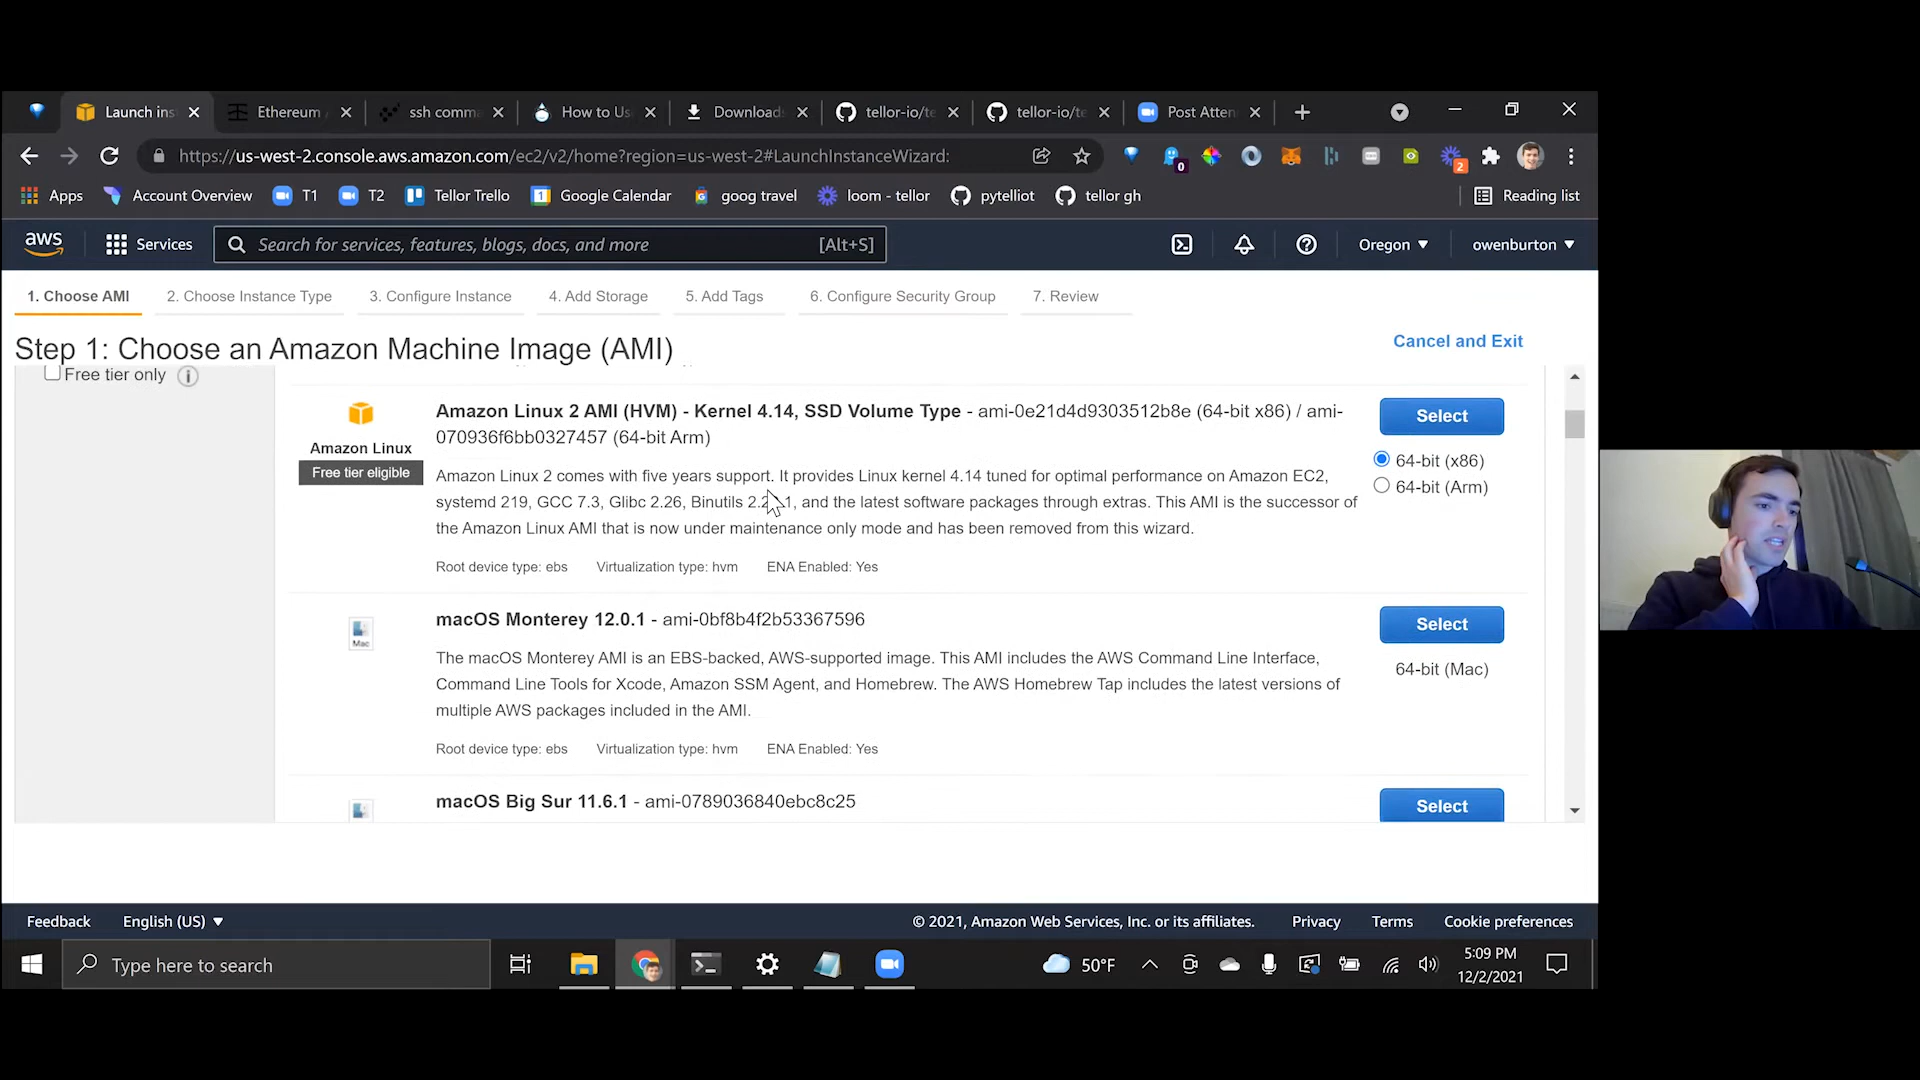 Launch ins
Ethereum
ssh comma
How to Us
Download
tellor-io/te
tellor-io/te
Post Atten
https://us-west-2.console.aws.amazon.com/ec2/v2/home?region=us-west-2#LaunchInstanceWizard:
0
2
Apps
Account Overview
T1
T2
Tellor Trello
1
Google Calendar
goog travel
loom - tellor
pytelliot
tellor gh
Reading list
aws
Services
Search for services, features, blogs, docs, and more
[Alt+S]
Oregon
owenburton
1. Choose AMI
2. Choose Instance Type
3. Configure Instance
4. Add Storage
5. Add Tags
6. Configure Security Group
7. Review
Step 1: Choose an Amazon Machine Image (AMI)
Cancel and Exit
Free tier only
Amazon Linux
Free tier eligible
Amazon Linux 2 AMI (HVM) - Kernel 4.14, SSD Volume Type - ami-0e21d4d9303512b8e (64-bit x86) / ami-
070936f6bb0327457 (64-bit Arm)
Amazon Linux 2 comes with five years support. It provides Linux kernel 4.14 tuned for optimal performance on Amazon EC2,
systemd 219, GCC 7.3, Glibc 2.26, Binutils and the latest software packages through extras. This AMI is the successor of
the Amazon Linux AMI that is now under maintenance only mode and has been removed from this wizard.
Root device type: ebs
Virtualization type: hvm
ENA Enabled: Yes
Select
64-bit (x86)
64-bit (Arm)
Mac
macOS Monterey 12.0.1 - ami-0bf8b4f2b53367596
The macOS Monterey AMI is an EBS-backed, AWS-supported image. This AMI includes the AWS Command Line Interface,
Command Line Tools for Xcode, Amazon SSM Agent, and Homebrew. The AWS Homebrew Tap includes the latest versions of
multiple AWS packages included in the AMI.
Root device type: ebs
Virtualization type: hvm
ENA Enabled: Yes
Select
64-bit (Mac)
macOS Big Sur 11.6.1 - ami-0789036840ebc8c25
Select
Feedback
English (US)
© 2021, Amazon Web Services, Inc. or its affiliates.
Privacy
Terms
Cookie preferences
Type here to search
50°F
5:09 PM
12/2/2021